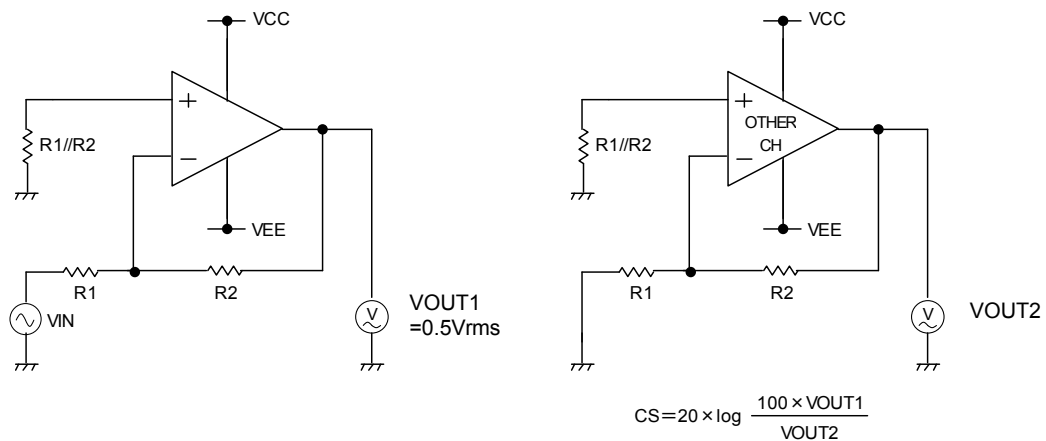 VCC
+
R1//R2
−
VEE
R1
R2
VIN
V
VOUT1
=0.5Vrms
VCC
+
OTHER
CH
R1//R2
−
VEE
R1
R2
V
VOUT2
CS=20×log 100×VOUT1
VOUT2